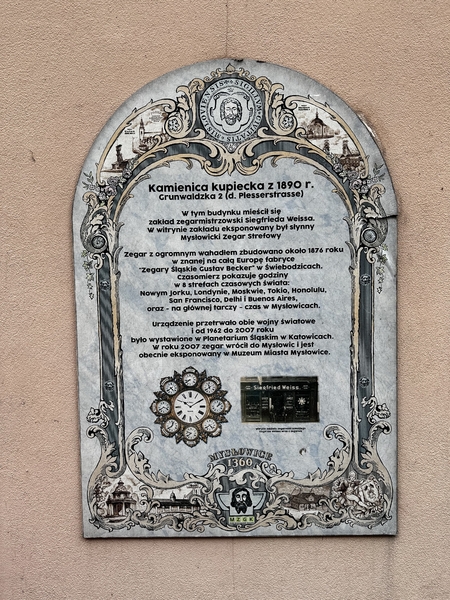 Kamienica kupiecka z 1890 r.
Grunwaldzka 2 (d. Plesserstrasse)
W tym budynku mieścił się
zakład zegarmistrzowski Siegfrieda Weissa.
W witrynie zakładu eksponowany był słynny
Mysłowicki Zegar Strefowy
Zegar z ogromnym wahadłem zbudowano około 1876 roku
w znanej na całą Europę fabryce
"Zegary Śląskie Gustav Becker" w Świebodzicach.
Czasomierz pokazuje godziny
w 8 strefach czasowych świata:
Nowym Jorku, Londynie, Moskwie, Tokio, Honolulu,
San Francisco, Delhi i Buenos Aires,
oraz - na głównej tarczy - czas w Mysłowicach.
Urządzenie przetrwało obie wojny światowe
i od 1962 do 2007 roku
było wystawione w Planetarium Śląskim w Katowicach.
W roku 2007 zegar wrócił do Mysłowic i jest
obecnie eksponowany w Muzeum Miasta Mysłowice.
Siegfried Weiss
MYSŁOWICE
1360
MZGK